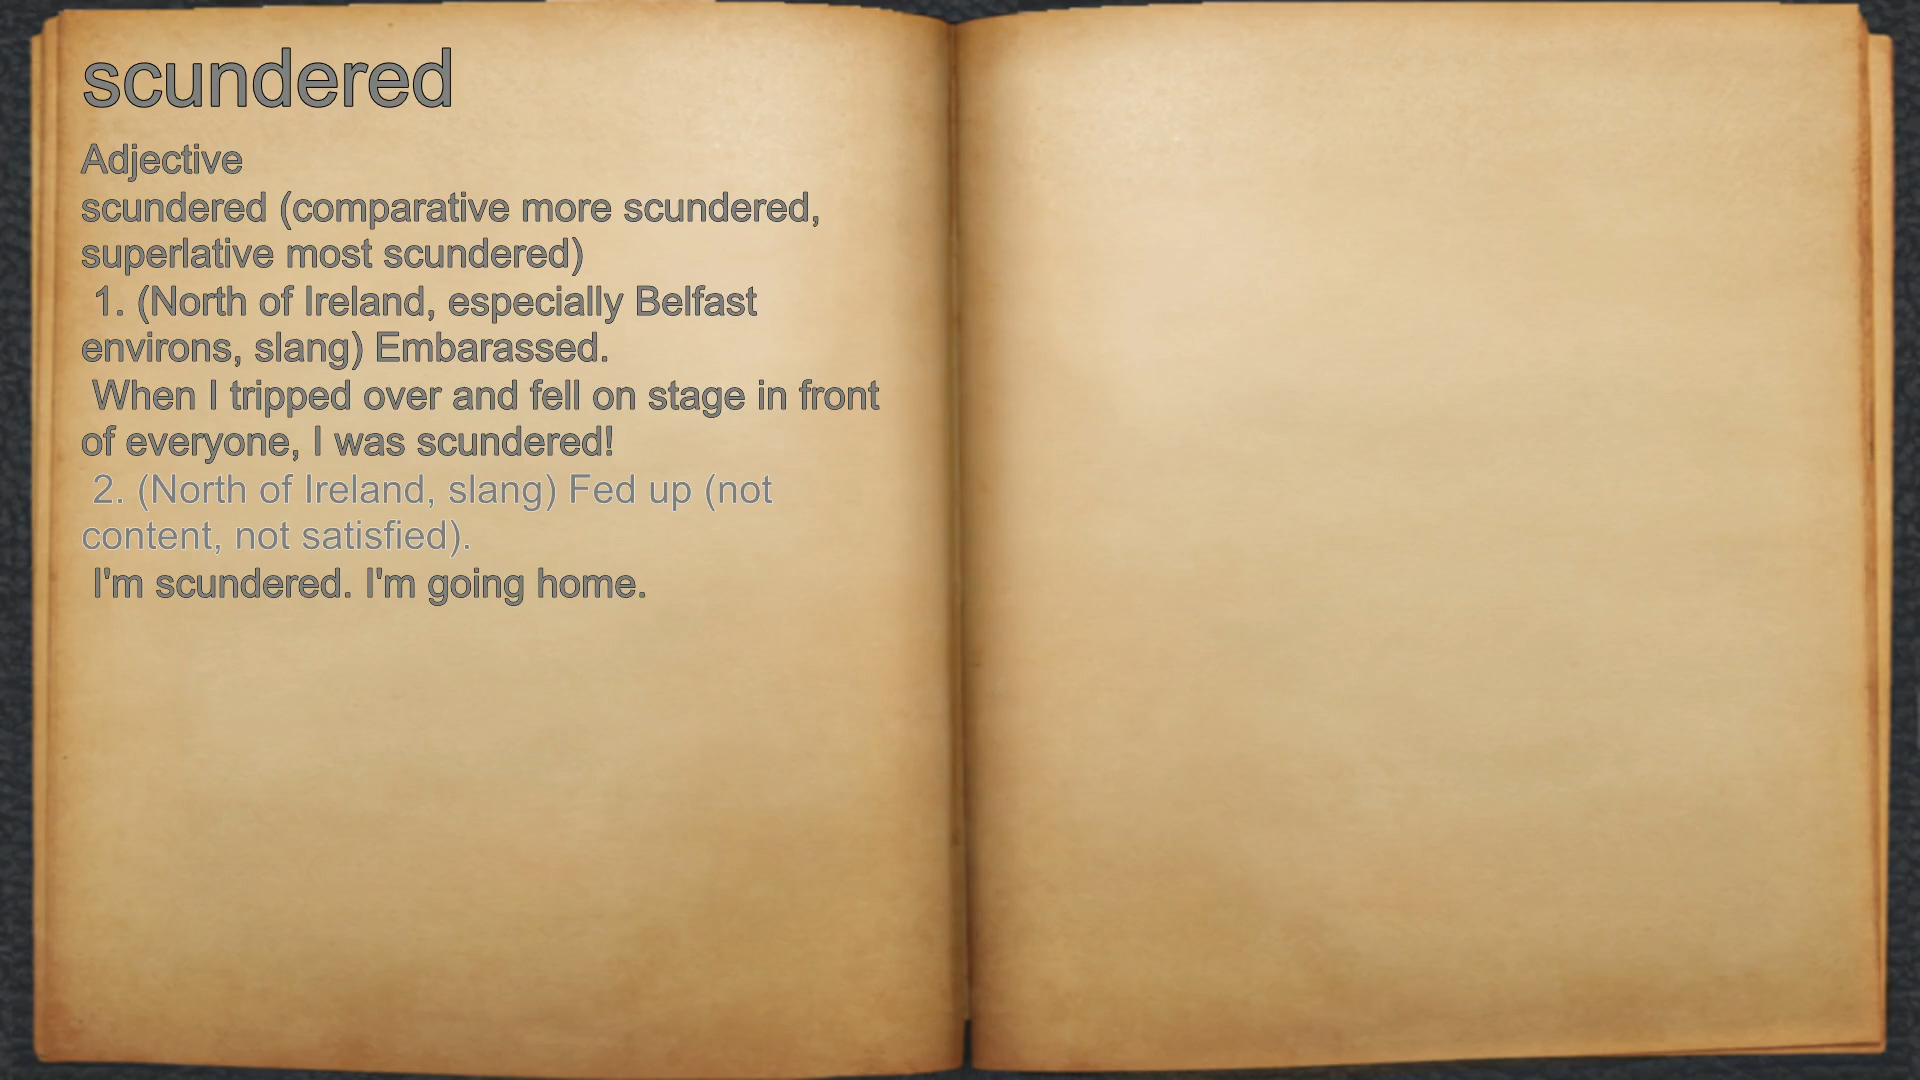 scundered
Adjective
scundered (comparative more scundered,
superlative most scundered)
1. (North of Ireland, especially Belfast
environs, slang) Embarassed.
When I tripped over and fell on stage in front
of everyone, I was scundered!
2. (North of Ireland, slang) Fed up (not
content, not satisfied).
I'm scundered. I'm going home.